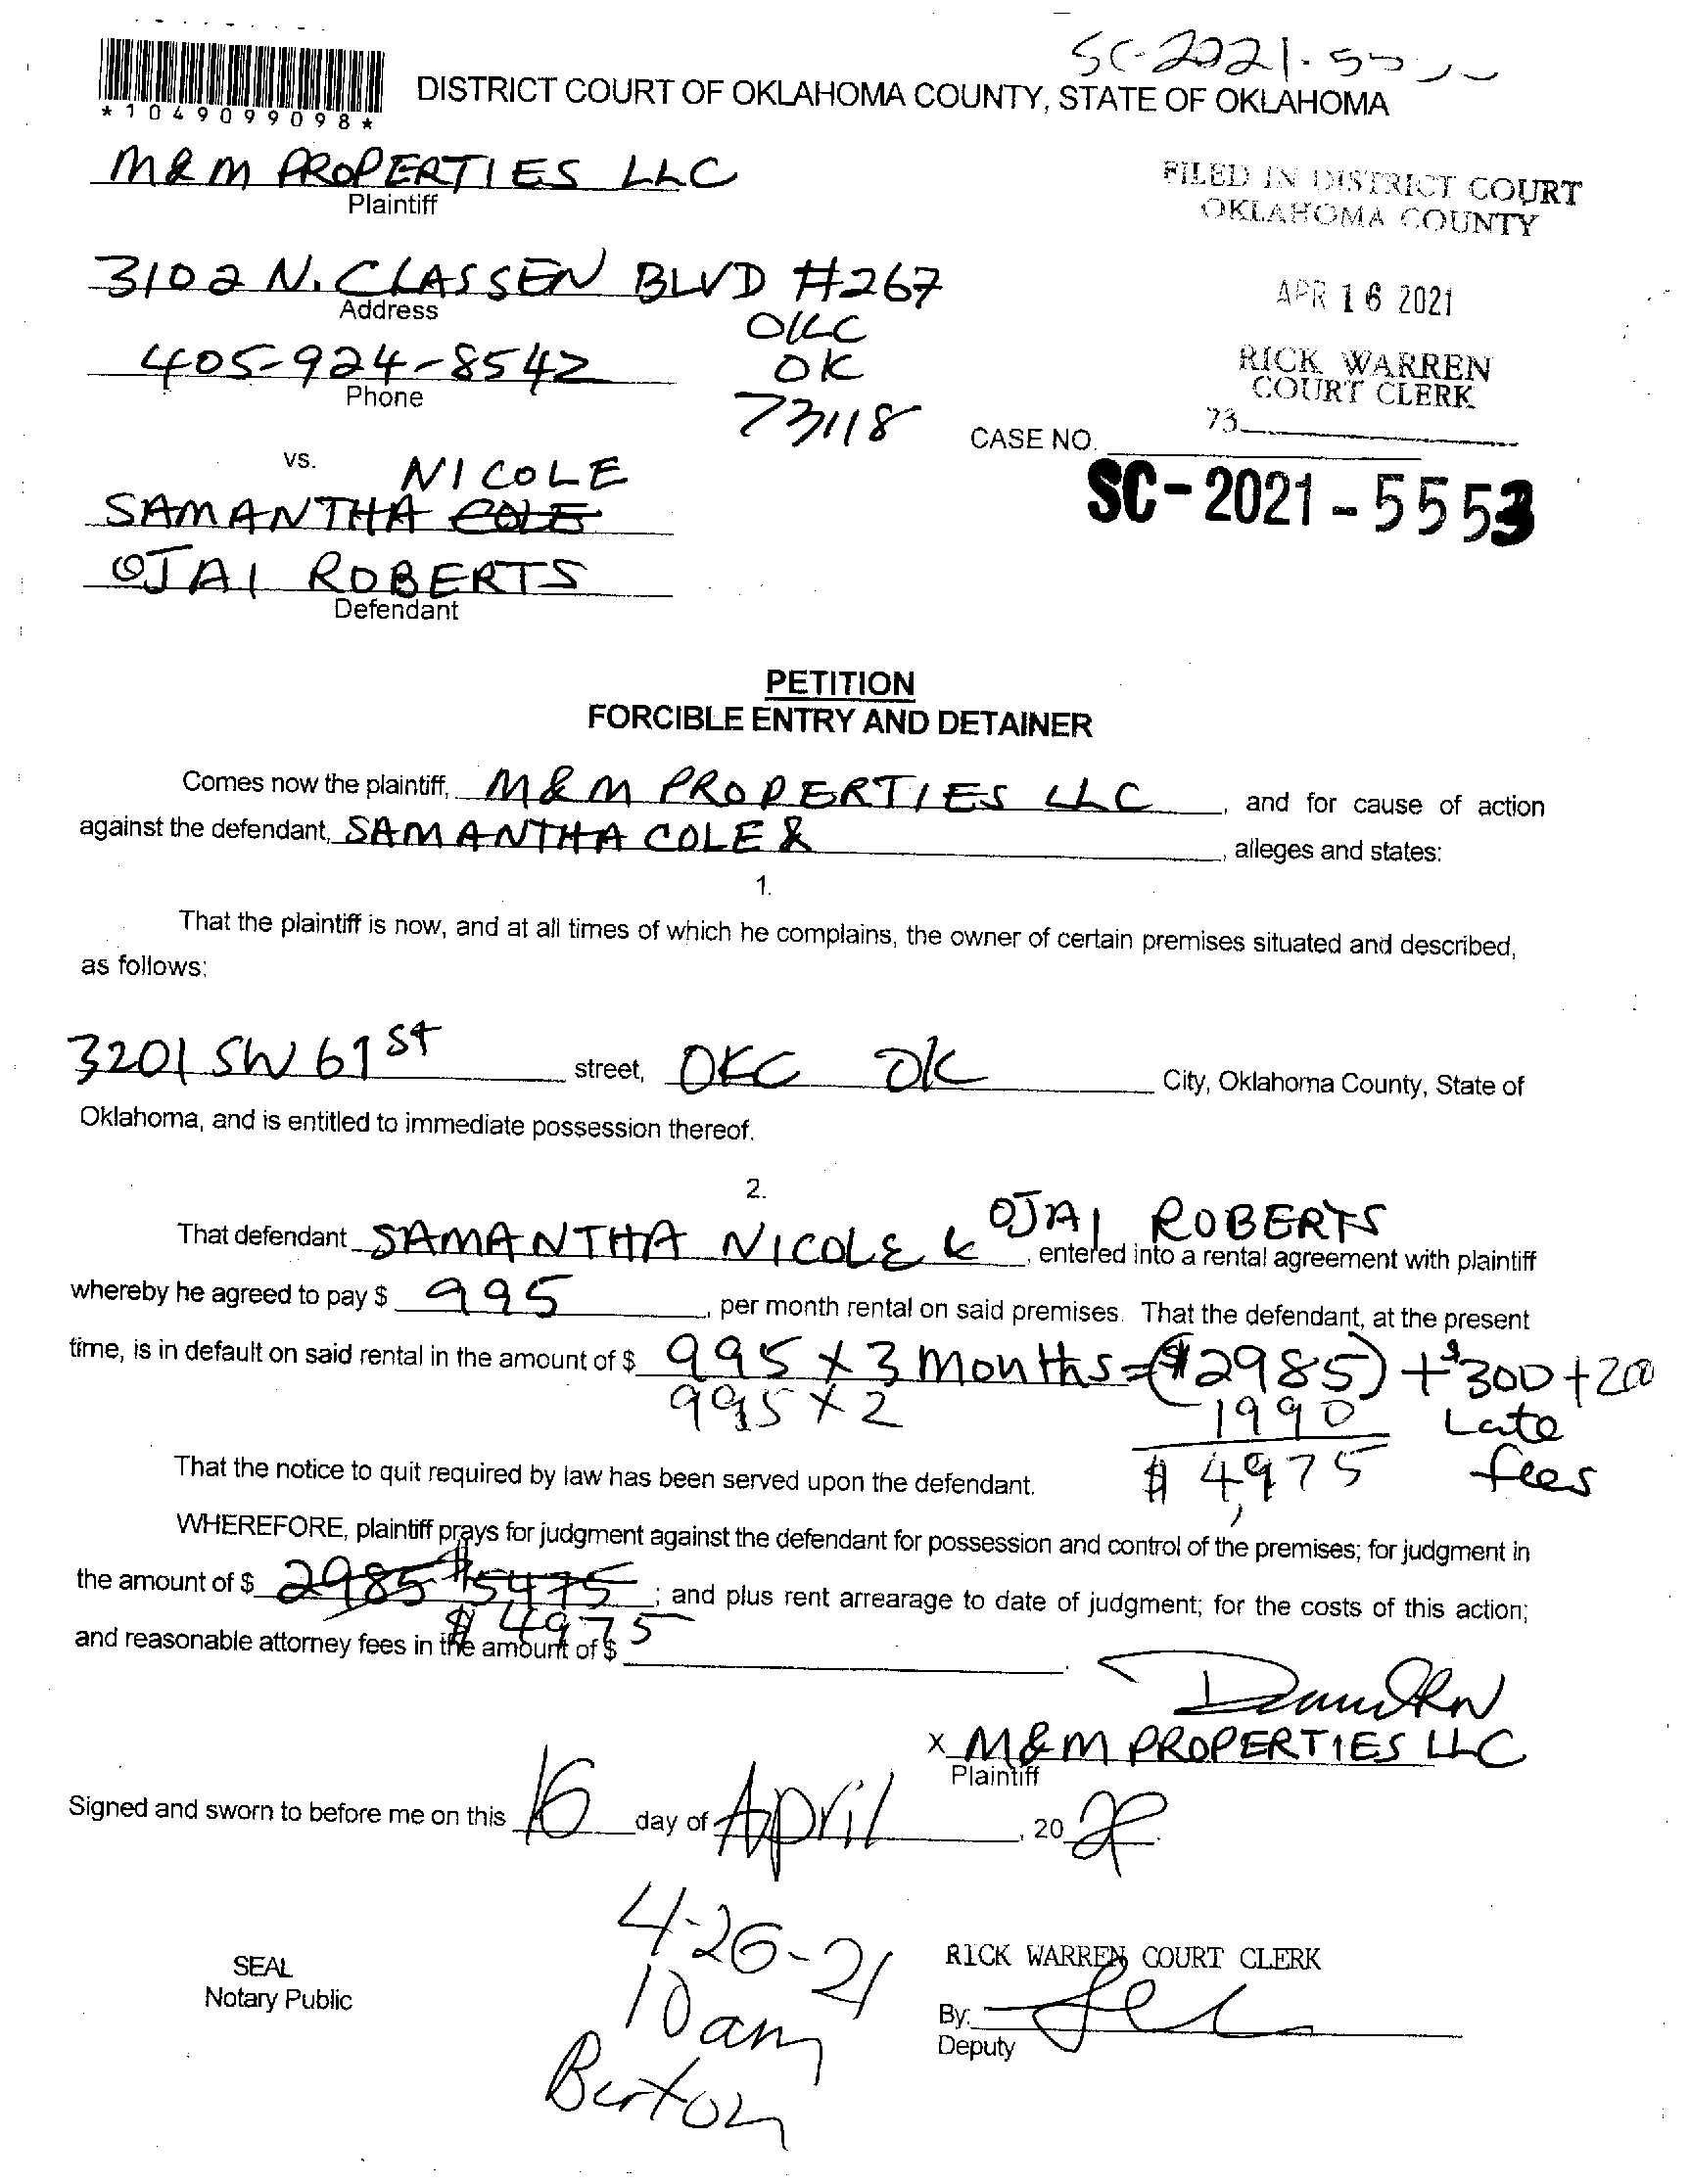 SC-2021-55
*1049099098*
DISTRICT COURT OF OKLAHOMA COUNTY, STATE OF OKLAHOMA
M&M PROPERTIES LLC
Plaintiff
FILED IN DISTRICT COURT
OKLAHOMA COUNTY
3102 N. CLASSEN BLVD #267
Address
OKC
OK
73118
APR 16 2021
405-924-8542
Phone
RICK WARREN
COURT CLERK
73
CASE NO.
SC-2021-5553
vs.
NICOLE
SAMANTHA COLE
OJAI ROBERTS
Defendant
PETITION
FORCIBLE ENTRY AND DETAINER
Comes now the plaintiff, M&M PROPERTIES LLC, and for cause of action
against the defendant, SAMANTHA COLE &, alleges and states:
1.
That the plaintiff is now, and at all times of which he complains, the owner of certain premises situated and described,
as follows:
3201 SW 61st street, OKC OK City, Oklahoma County, State of
Oklahoma, and is entitled to immediate possession thereof.
2.
That defendant SAMANTHA NICOLE & OJAI ROBERTS, entered into a rental agreement with plaintiff
whereby he agreed to pay $ 995, per month rental on said premises. That the defendant, at the present
time, is in default on said rental in the amount of $ 995 x 3 Months = ($2985) + $300 + 200
995 x 2 1990 Late
$ 4,975 fees
That the notice to quit required by law has been served upon the defendant.
WHEREFORE, plaintiff prays for judgment against the defendant for possession and control of the premises; for judgment in
the amount of $ 2985 $5475; and plus rent arrearage to date of judgment; for the costs of this action;
$ 4975
and reasonable attorney fees in the amount of $
x M&M PROPERTIES LLC
Plaintiff
Signed and sworn to before me on this 16 day of April, 20
4-26-21
10 am
Burton
SEAL
Notary Public
RICK WARREN COURT CLERK
By:
Deputy